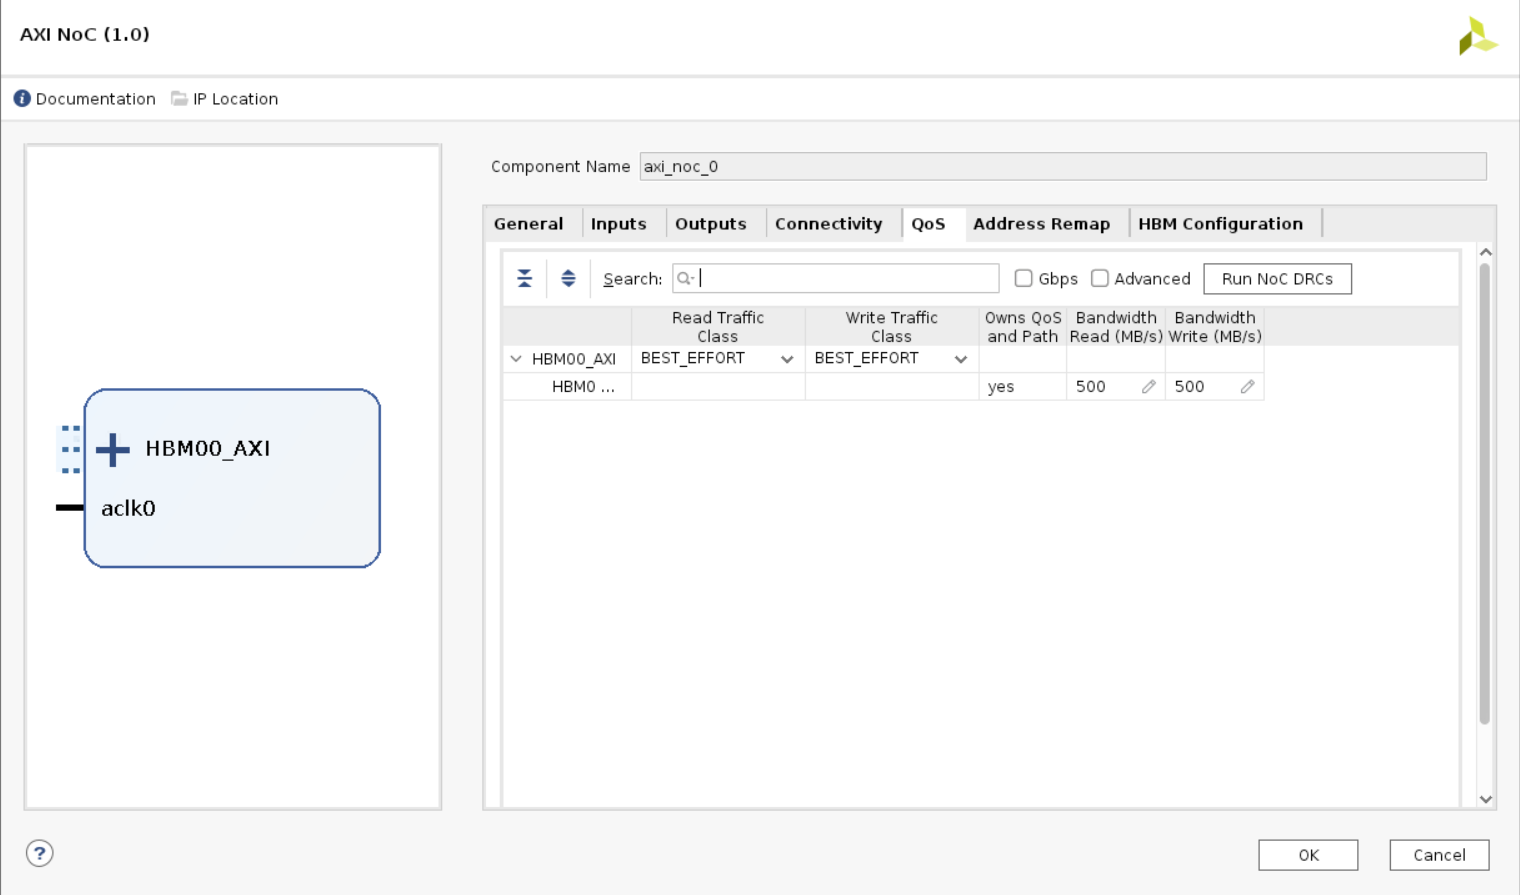 AXI NoC (1.0)
Documentation IP Location
Component Name axi_noc_0
General Inputs Outputs Connectivity QoS Address Remap HBM Configuration
Search: Gbps Advanced Run NoC DRCs
Read Traffic Class Write Traffic Class Owns QoS and Path Bandwidth Read (MB/s) Bandwidth Write (MB/s)
HBM00_AXI BEST_EFFORT BEST_EFFORT
HBM0 ... yes 500 500
HBM00_AXI
aclk0
? OK Cancel